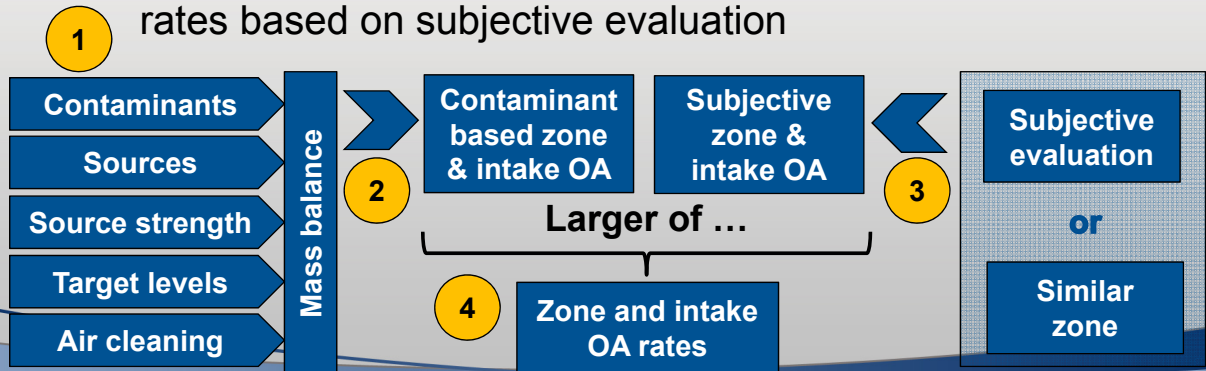 rates based on subjective evaluation
1
Contaminants
Sources
Source strength
Target levels
Air cleaning
Mass balance
2
Contaminant
based zone
& intake OA
Subjective
zone &
intake OA
Larger of …
4
Zone and intake
OA rates
3
Subjective
evaluation
or
Similar
zone